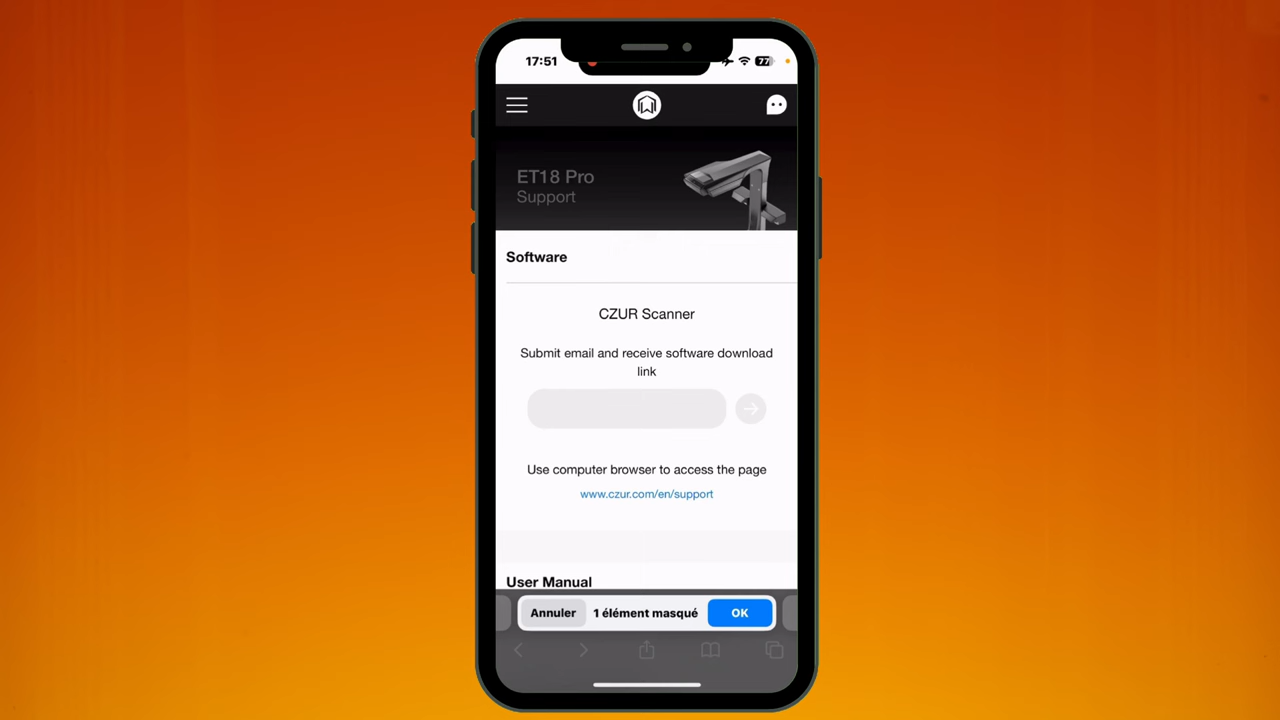 17:51
77
ET18 Pro
Support
Software
CZUR Scanner
Submit email and receive software download
link
Use computer browser to access the page
www.czur.com/en/support
User Manual
Annuler 1 élément masqué OK